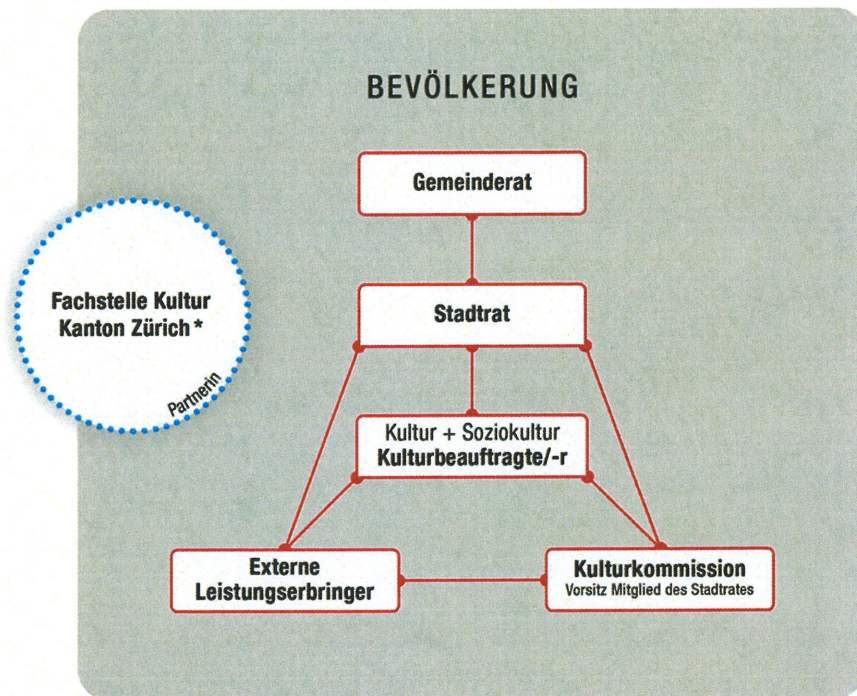 BEVÖLKERUNG
Gemeinderat
Fachstelle Kultur
Kanton Zürich*
Partnerin
Stadtrat
Kultur + Soziokultur
Kulturbeauftragte/-r
Externe
Leistungserbringer
Kulturkommission
Vorsitz Mitglied des Stadtrates